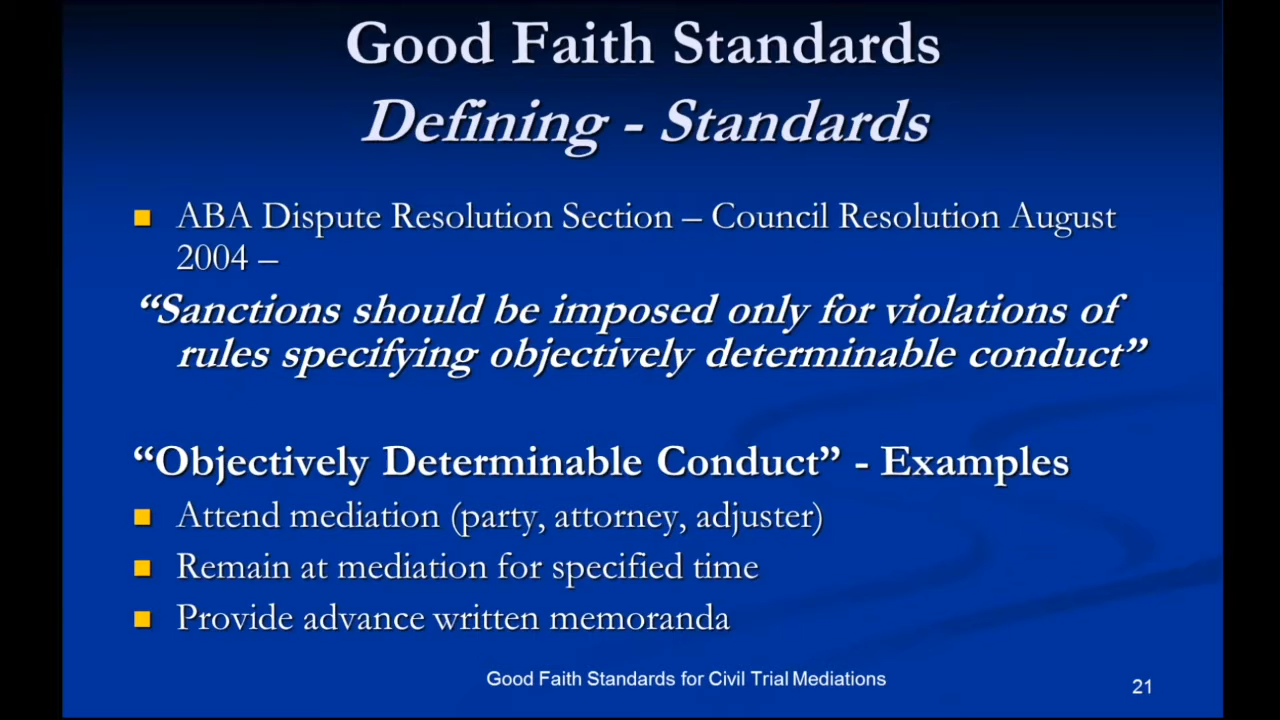 Good Faith Standards
Defining - Standards
ABA Dispute Resolution Section – Council Resolution August
2004 –
“Sanctions should be imposed only for violations of
rules specifying objectively determinable conduct”
“Objectively Determinable Conduct” - Examples
Attend mediation (party, attorney, adjuster)
Remain at mediation for specified time
Provide advance written memoranda
Good Faith Standards for Civil Trial Mediations
21